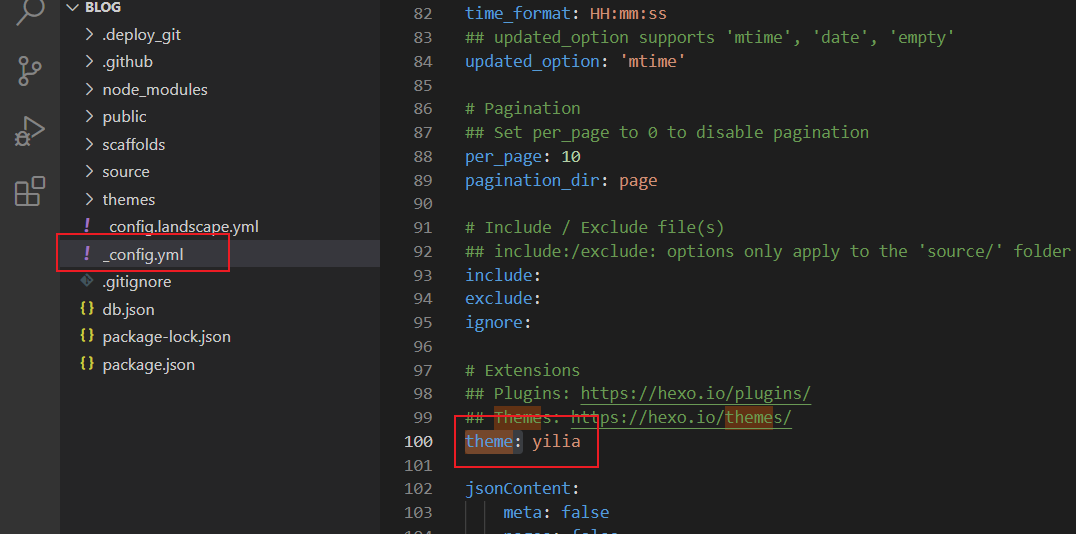 BLOG
.deploy_git
.github
node_modules
public
scaffolds
source
themes
_config.landscape.yml
_config.yml
.gitignore
db.json
package-lock.json
package.json
82 time_format: HH:mm:ss
83 ## updated_option supports 'mtime', 'date', 'empty'
84 updated_option: 'mtime'
85
86 # Pagination
87 ## Set per_page to 0 to disable pagination
88 per_page: 10
89 pagination_dir: page
90
91 # Include / Exclude file(s)
92 ## include:/exclude: options only apply to the 'source/' folder
93 include:
94 exclude:
95 ignore:
96
97 # Extensions
98 ## Plugins: https://hexo.io/plugins/
99 ## Themes: https://hexo.io/themes/
100 theme: yilia
101
102 jsonContent:
103 meta: false